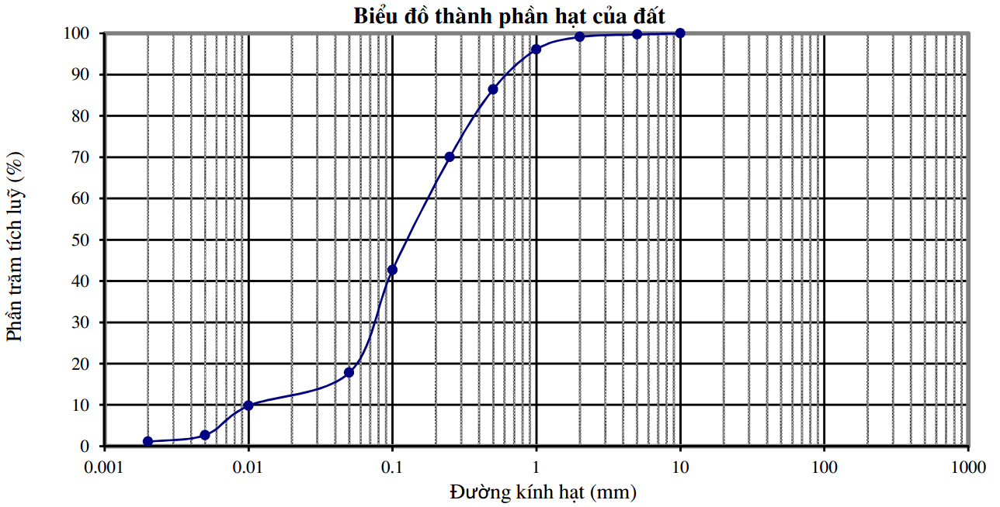 Biểu đồ thành phần hạt của đất
100
90
80
70
60
50
40
30
20
10
0
Phần trăm tích luỹ (%)
0.001 0.01 0.1 1 10 100 1000
Đường kính hạt (mm)